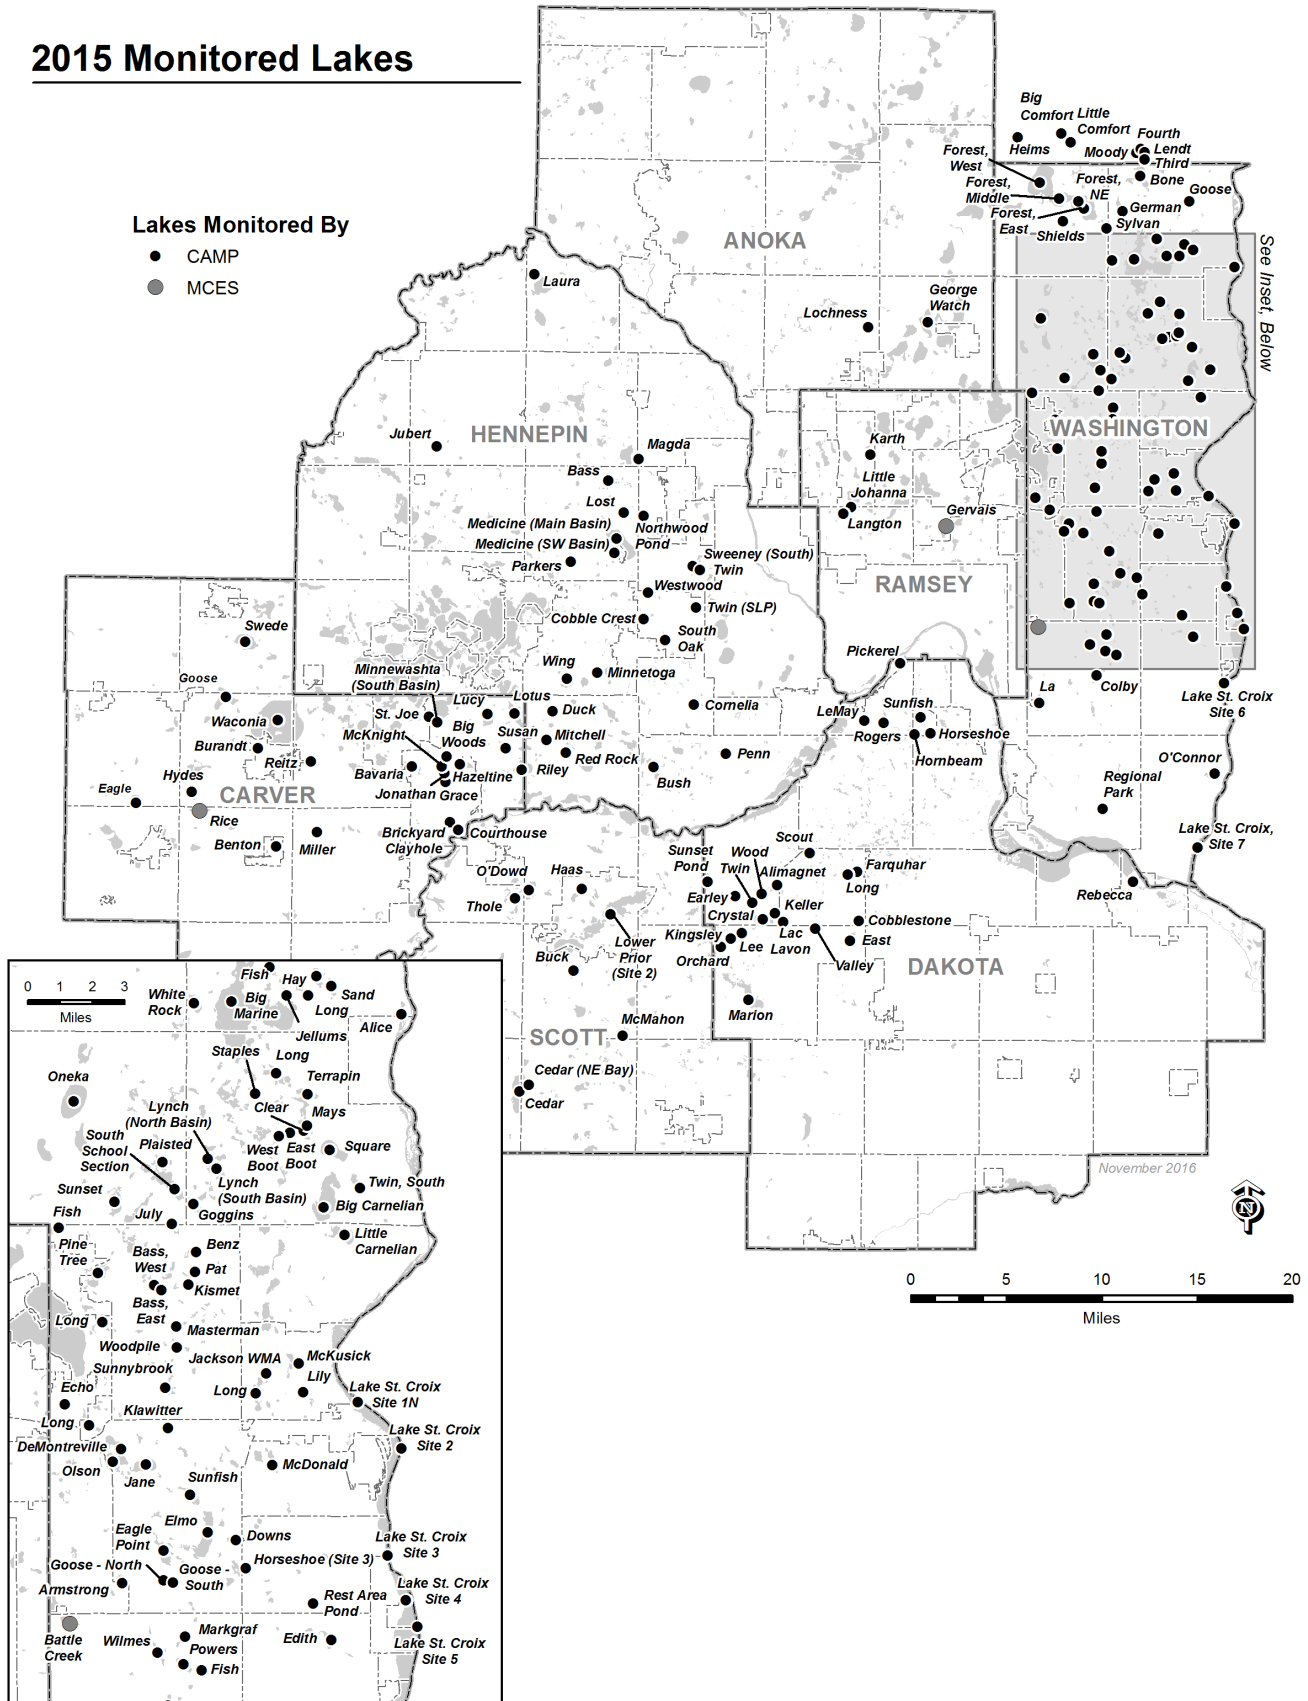 2015 Monitored Lakes
Lakes Monitored By
CAMP
MCES
Big
Comfort
Little
Comfort
Heims
Fourth
Lendt
Moody
Third
Bone
Forest,
West
Forest,
Middle
Forest,
NE
Forest,
East
Goose
German
Sylvan
Shields
See Inset, Below
ANOKA
Laura
George
Watch
Lochness
HENNEPIN
Jubert
Magda
Bass
Lost
Medicine (Main Basin)
Northwood
Pond
Medicine (SW Basin)
Parkers
Sweeney (South)
Twin
Westwood
Twin (SLP)
Cobble Crest
South
Oak
Wing
Minnetoga
Karth
Little
Johanna
Langton
Gervais
RAMSEY
WASHINGTON
Swede
Minnewashta
(South Basin)
Goose
Lucy
Lotus
Duck
Cornelia
Waconia
St. Joe
Big
Woods
Susan
Mitchell
McKnight
Burandt
Reitz
Red Rock
Penn
Bavaria
Hazeltine
Riley
Bush
Hydes
Eagle
CARVER
Jonathan
Grace
Rice
Benton
Miller
Brickyard
Clayhole
Courthouse
Pickerel
LeMay
Rogers
Sunfish
Horseshoe
Hornbeam
La
Colby
Lake St. Croix
Site 6
O'Connor
Regional
Park
Lake St. Croix,
Site 7
Rebecca
O'Dowd
Haas
Thole
Lower
Prior
(Site 2)
Buck
Sunset
Pond
Wood
Twin
Scout
Alimagnet
Farquhar
Long
Earley
Keller
Crystal
Cobblestone
Kingsley
Lee
Lac
Lavon
East
Orchard
Valley
DAKOTA
Marion
SCOTT
McMahon
Cedar (NE Bay)
Cedar
November 2016
N
0 5 10 15 20
Miles
0 1 2 3
Miles
White
Rock
Fish
Big
Marine
Hay
Sand
Long
Jellums
Alice
Staples
Long
Oneka
Terrapin
Clear
Mays
Lynch
(North Basin)
South
School
Section
Plaisted
West
Boot
East
Boot
Square
Lynch
(South Basin)
Twin, South
Sunset
Big Carnelian
Fish
July
Goggins
Little
Carnelian
Pine
Tree
Bass,
West
Benz
Pat
Kismet
Bass,
East
Long
Masterman
Woodpile
Jackson WMA
McKusick
Sunnybrook
Lily
Echo
Long
Lake St. Croix
Site 1N
Klawitter
Long
Lake St. Croix
Site 2
DeMontreville
Olson
Jane
McDonald
Sunfish
Elmo
Eagle
Point
Downs
Lake St. Croix
Site 3
Goose - North
Goose -
South
Horseshoe (Site 3)
Armstrong
Lake St. Croix
Site 4
Rest Area
Pond
Battle
Creek
Wilmes
Markgraf
Powers
Edith
Lake St. Croix
Site 5
Fish